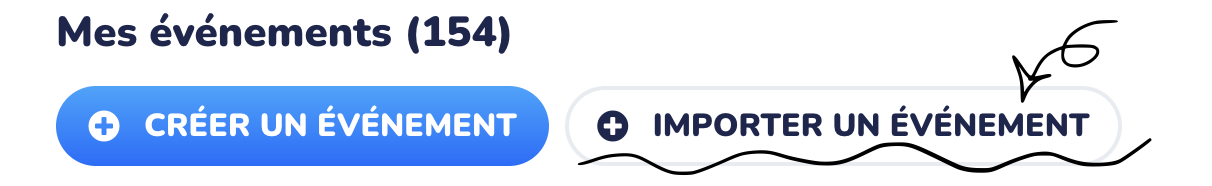 Mes événements (154)
CRÉER UN ÉVÉNEMENT
IMPORTER UN ÉVÉNEMENT